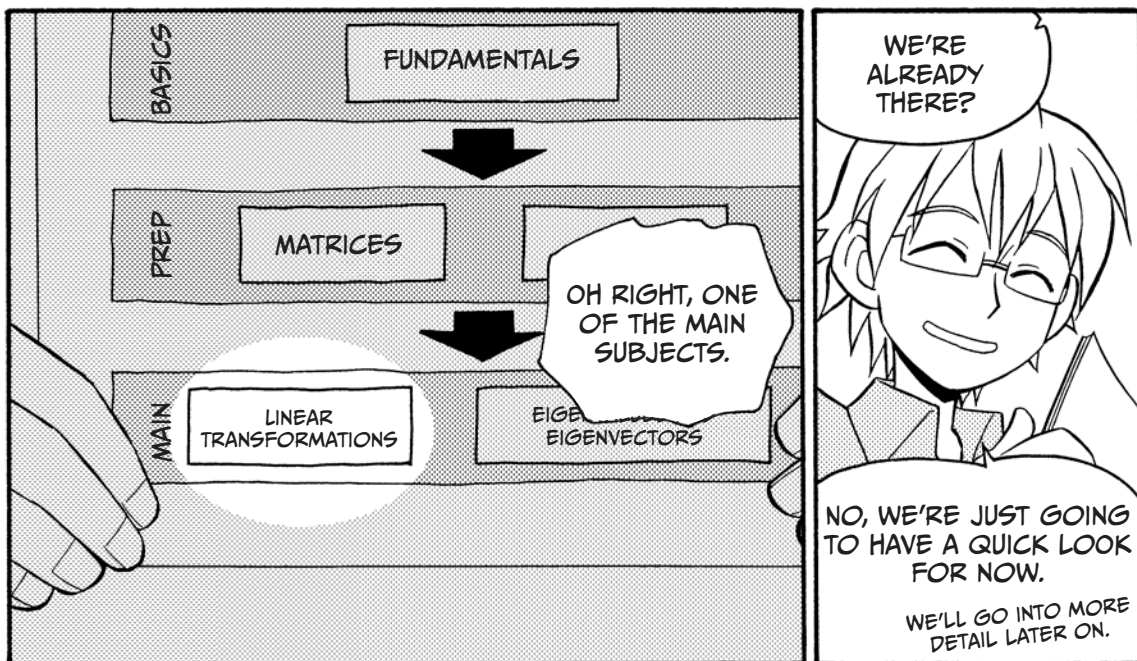 BASICS
FUNDAMENTALS
PREP
MATRICES
OH RIGHT, ONE
OF THE MAIN
SUBJECTS.
MAIN
LINEAR
TRANSFORMATIONS
EIGENVECTORS
WE'RE
ALREADY
THERE?
NO, WE'RE JUST GOING
TO HAVE A QUICK LOOK
FOR NOW.
WE'LL GO INTO MORE
DETAIL LATER ON.